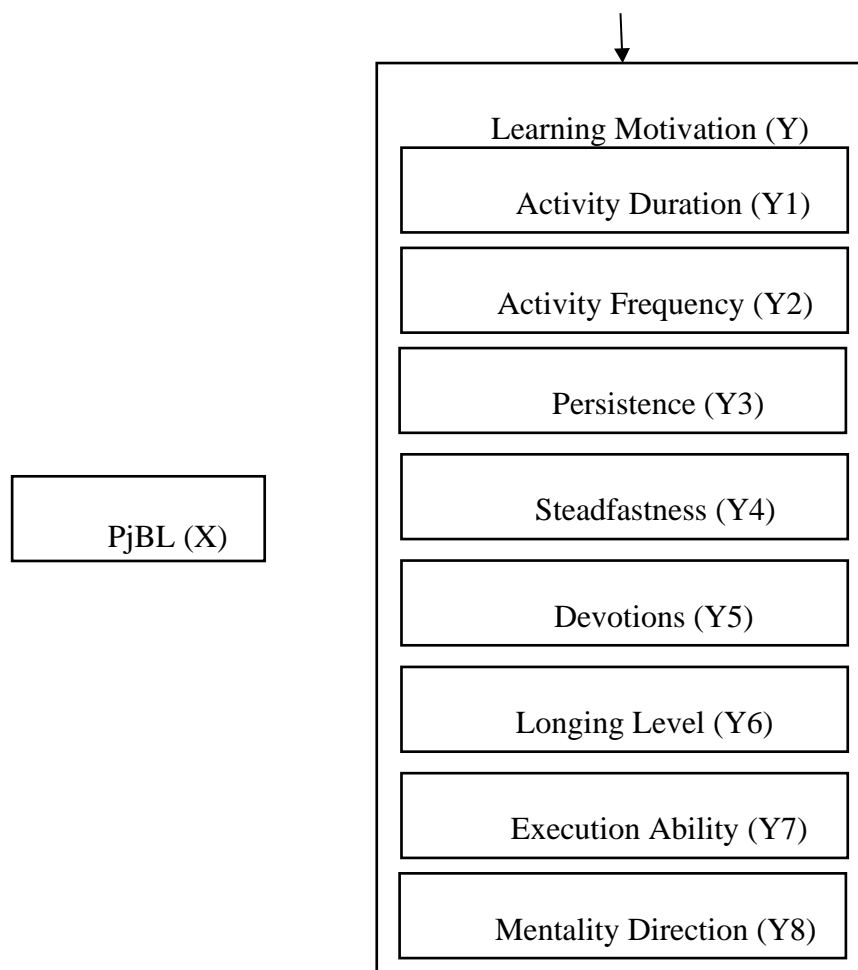 Learning Motivation (Y)
Activity Duration (Y1)
Activity Frequency (Y2)
Persistence (Y3)
Steadfastness (Y4)
PjBL (X)
Devotions (Y5)
Longing Level (Y6)
Execution Ability (Y7)
Mentality Direction (Y8)